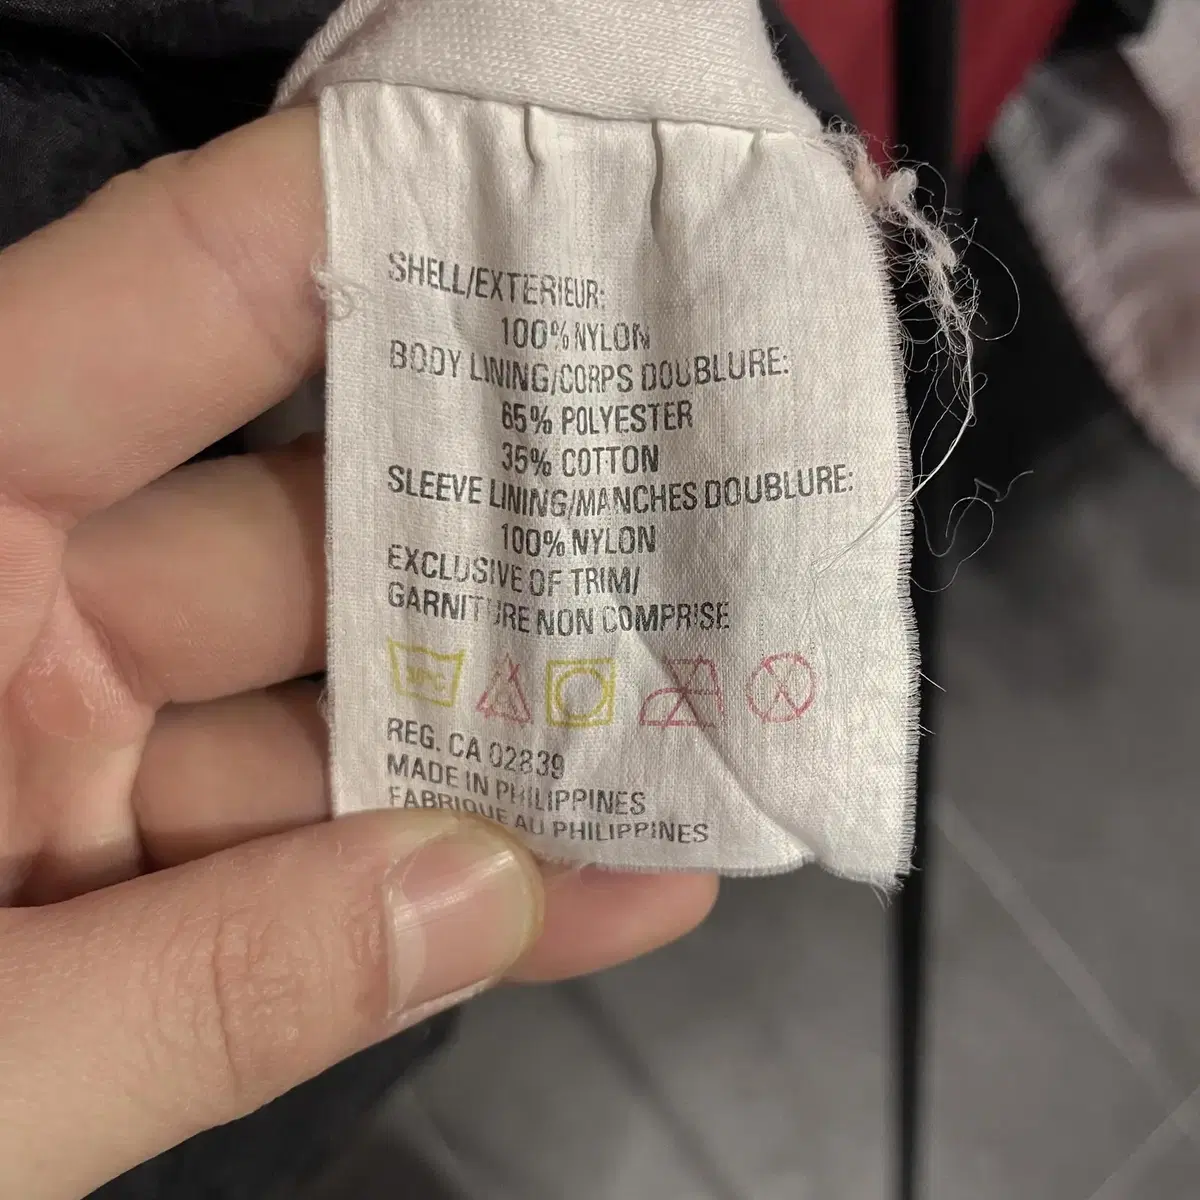 SHELL/EXTERIEUR:
100% NYLON
BODY LINING/CORPS DOUBLURE:
65% POLYESTER
35% COTTON
SLEEVE LINING/MANCHES DOUBLURE:
100% NYLON
EXCLUSIVE OF TRIM/
GARNITURE NON COMPRISE
30°C
REG. CA 02839
MADE IN PHILIPPINES
FABRIQUE AU PHILIPPINES